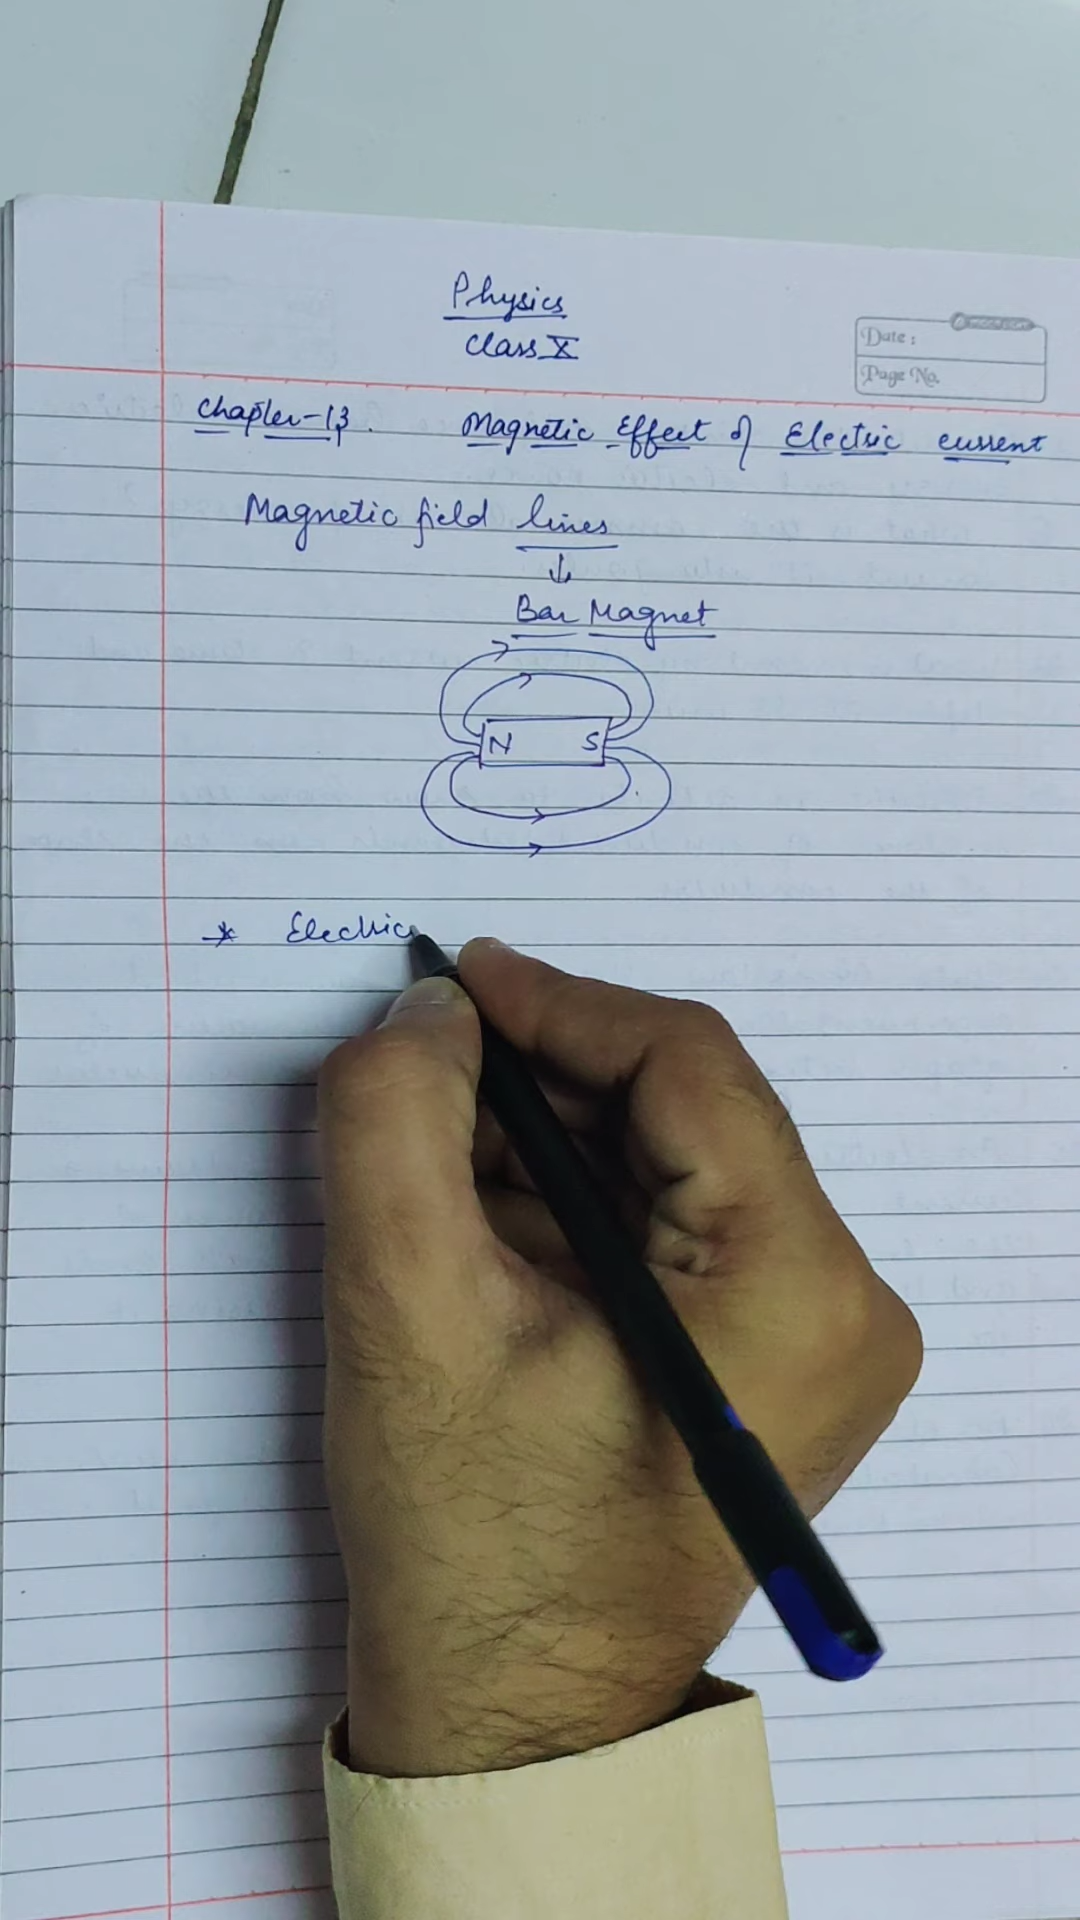 Physics
Class X
Date :
Page No.
Chapter-13. Magnetic Effect of Electric current
Magnetic field lines
↓
Bar Magnet
N S
* Electric